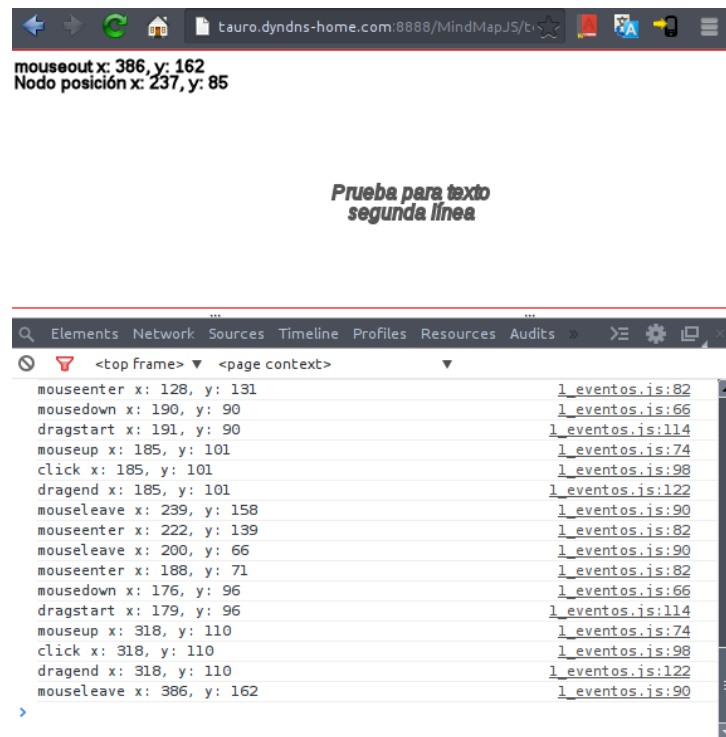 tauro.dyndns-home.com:8888/MindMapJS/t
mouseout x: 386, y: 162
Nodo posición x: 237, y: 85
Prueba para texto
segunda línea
Elements Network Sources Timeline Profiles Resources Audits »
<top frame> ▼ <page context> ▼
mouseenter x: 128, y: 131 1_eventos.js:82
mousedown x: 190, y: 90 1_eventos.js:66
dragstart x: 191, y: 90 1_eventos.js:114
mouseup x: 185, y: 101 1_eventos.js:74
click x: 185, y: 101 1_eventos.js:98
dragend x: 185, y: 101 1_eventos.js:122
mouseleave x: 239, y: 158 1_eventos.js:90
mouseenter x: 222, y: 139 1_eventos.js:82
mouseleave x: 200, y: 66 1_eventos.js:90
mouseenter x: 188, y: 71 1_eventos.js:82
mousedown x: 176, y: 96 1_eventos.js:66
dragstart x: 179, y: 96 1_eventos.js:114
mouseup x: 318, y: 110 1_eventos.js:74
click x: 318, y: 110 1_eventos.js:98
dragend x: 318, y: 110 1_eventos.js:122
mouseleave x: 386, y: 162 1_eventos.js:90
>